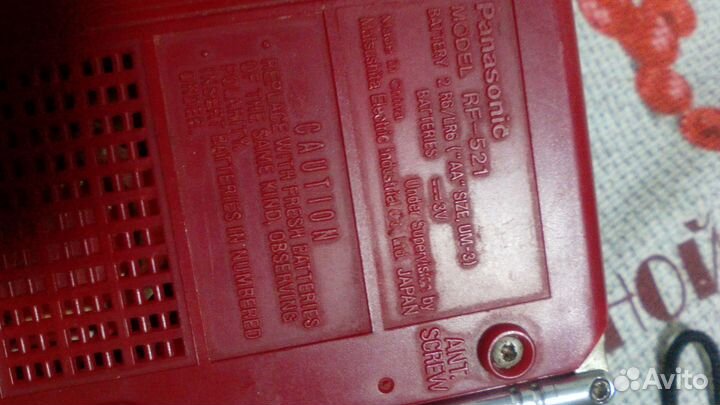 Panasonic
MODEL RF-521
BATTERY 2 R6/LR6 ("AA" SIZE, UM-3)
BATTERIES 3V
Made in China Under Supervision by
Matsushita Electric Industrial Co., Ltd. JAPAN
CAUTION
• REPLACE WITH FRESH BATTERIES
OF THE SAME KIND, OBSERVING
POLARITY.
• INSERT BATTERIES IN NUMBERED
ORDER.
ANT.
SCREW
НОЙ
Avito